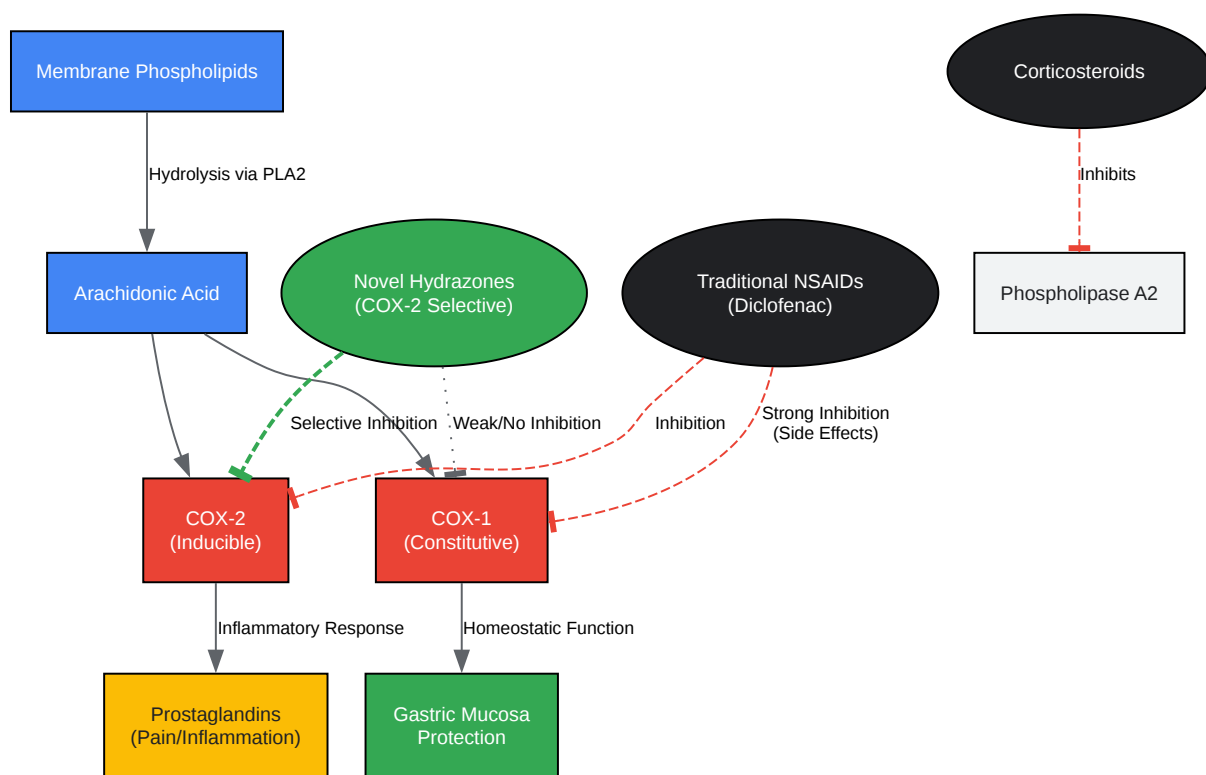 Membrane Phospholipids
Corticosteroids
Hydrolysis via PLA2
Inhibits
Arachidonic Acid
Novel Hydrazones
(COX-2 Selective)
Traditional NSAIDs
(Diclofenac)
Phospholipase A2
Selective Inhibition
Weak/No Inhibition
Inhibition
Strong Inhibition
(Side Effects)
COX-2
(Inducible)
COX-1
(Constitutive)
Inflammatory Response
Homeostatic Function
Prostaglandins
(Pain/Inflammation)
Gastric Mucosa
Protection